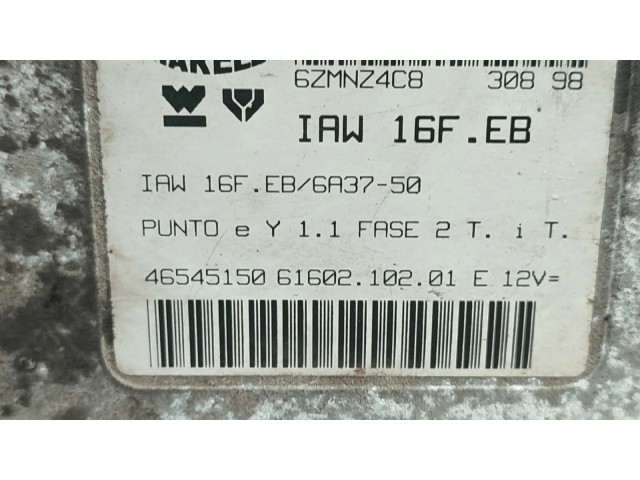 6ZMNZ4C8 308 98
IAW 16F.EB
IAW 16F.EB/6A37-50
PUNTO e Y 1.1 FASE 2 T. i T.
46545150 61602.102.01 E 12V=